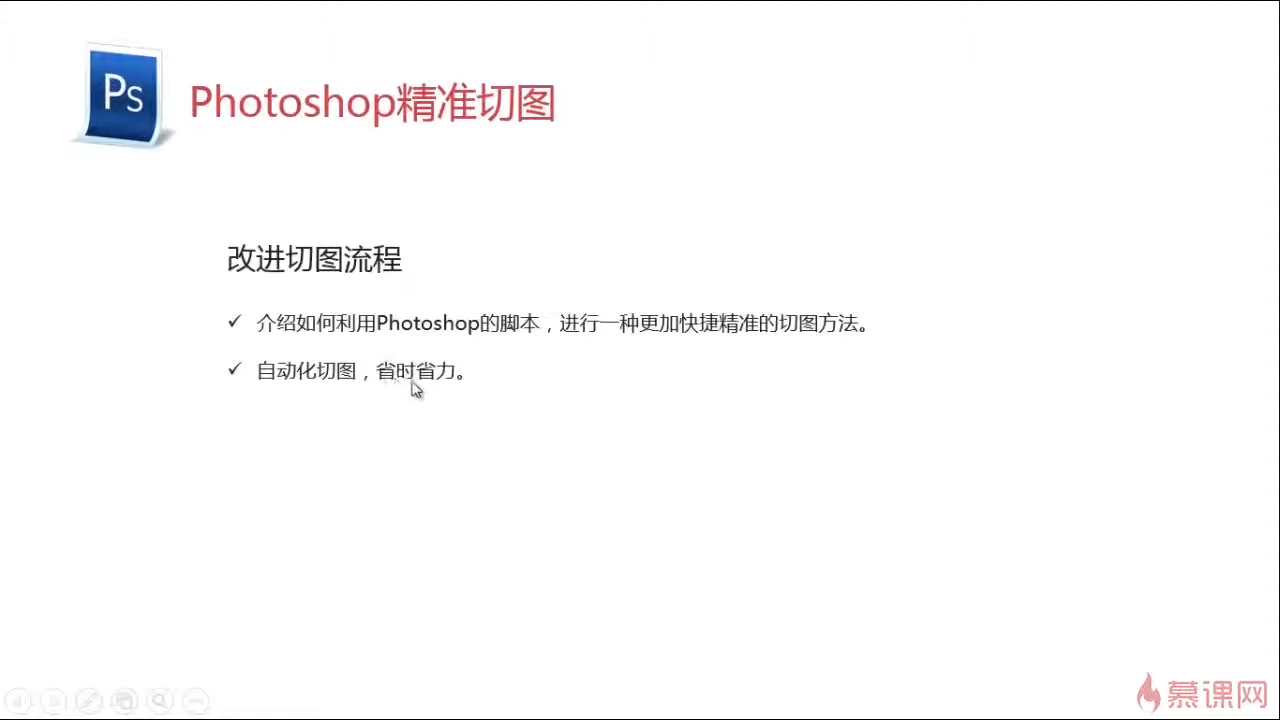 Ps
Photoshop精准切图
改进切图流程
✓ 介绍如何利用Photoshop的脚本，进行一种更加快捷精准的切图方法。
✓ 自动化切图，省时省力。
慕课网